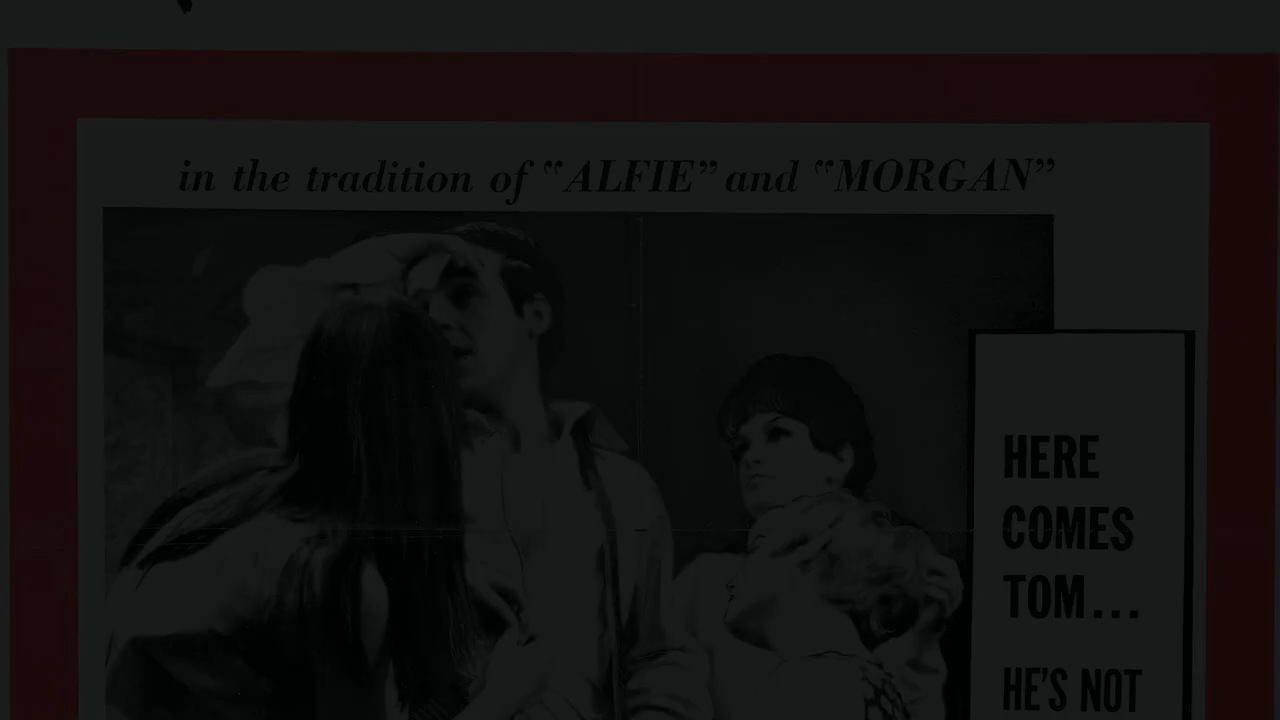 in the tradition of “ALFIE” and “MORGAN”
HERE
COMES
TOM...
HE'S NOT